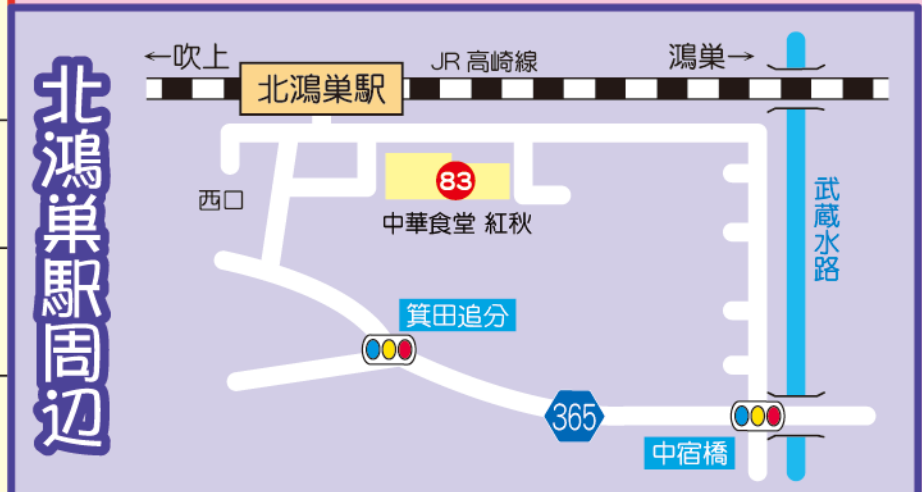 北鴻巣駅周辺
←吹上
JR 高崎線
鴻巣→
北鴻巣駅
西口
83
中華食堂 紅秋
武蔵水路
箕田追分
365
中宿橋